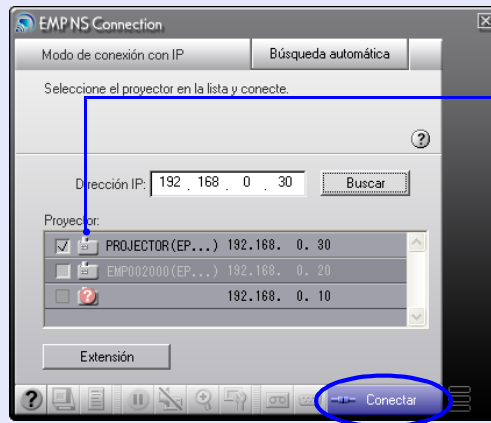 EMP NS Connection
Modo de conexión con IP
Búsqueda automática
Seleccione el proyector en la lista y conecte.
?
Dirección IP: 192 . 168 . 0 . 30 Buscar
Proyector:
PROJECTOR(EP...) 192.168. 0. 30
EMP002000(EP...) 192.168. 0. 20
? 192.168. 0. 10
Extensión
? Conectar